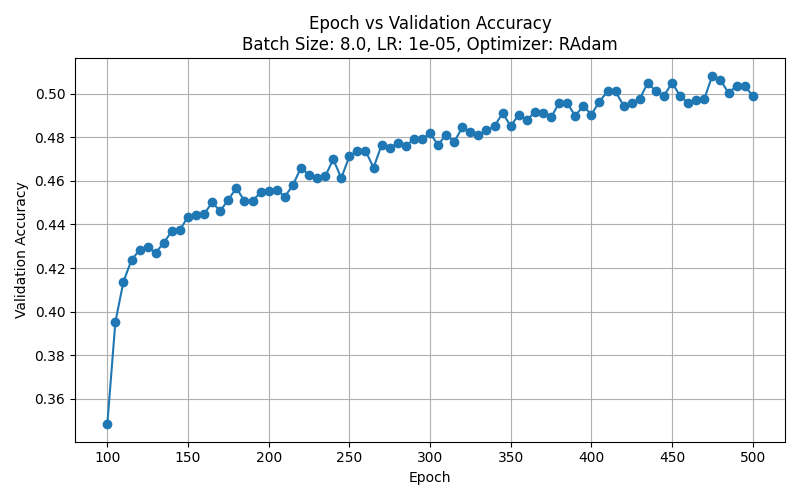 Epoch vs Validation Accuracy
Batch Size: 8.0, LR: 1e-05, Optimizer: RAdam
Validation Accuracy
0.50
0.48
0.46
0.44
0.42
0.40
0.38
0.36
100 150 200 250 300 350 400 450 500
Epoch